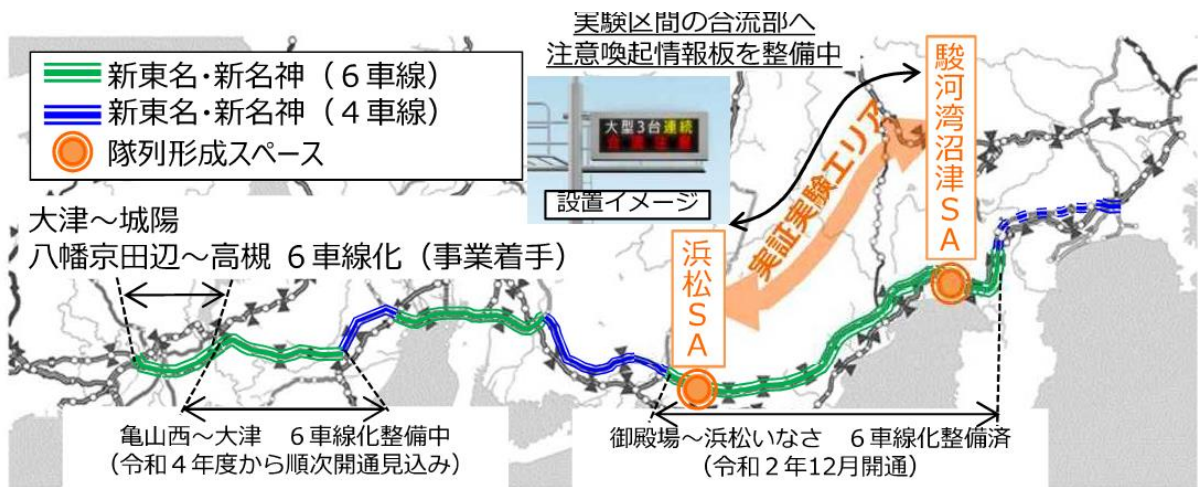 実験区間の合流部へ
注意喚起情報板を整備中
新東名・新名神（６車線）
新東名・新名神（４車線）
隊列形成スペース
大型3台連続
合流注意
設置イメージ
駿河湾沼津SA
実証実験エリア
浜松SA
大津～城陽
八幡京田辺～高槻 ６車線化（事業着手）
亀山西～大津　６車線化整備中
（令和４年度から順次開通見込み）
御殿場～浜松いなさ　６車線化整備済
（令和２年12月開通）